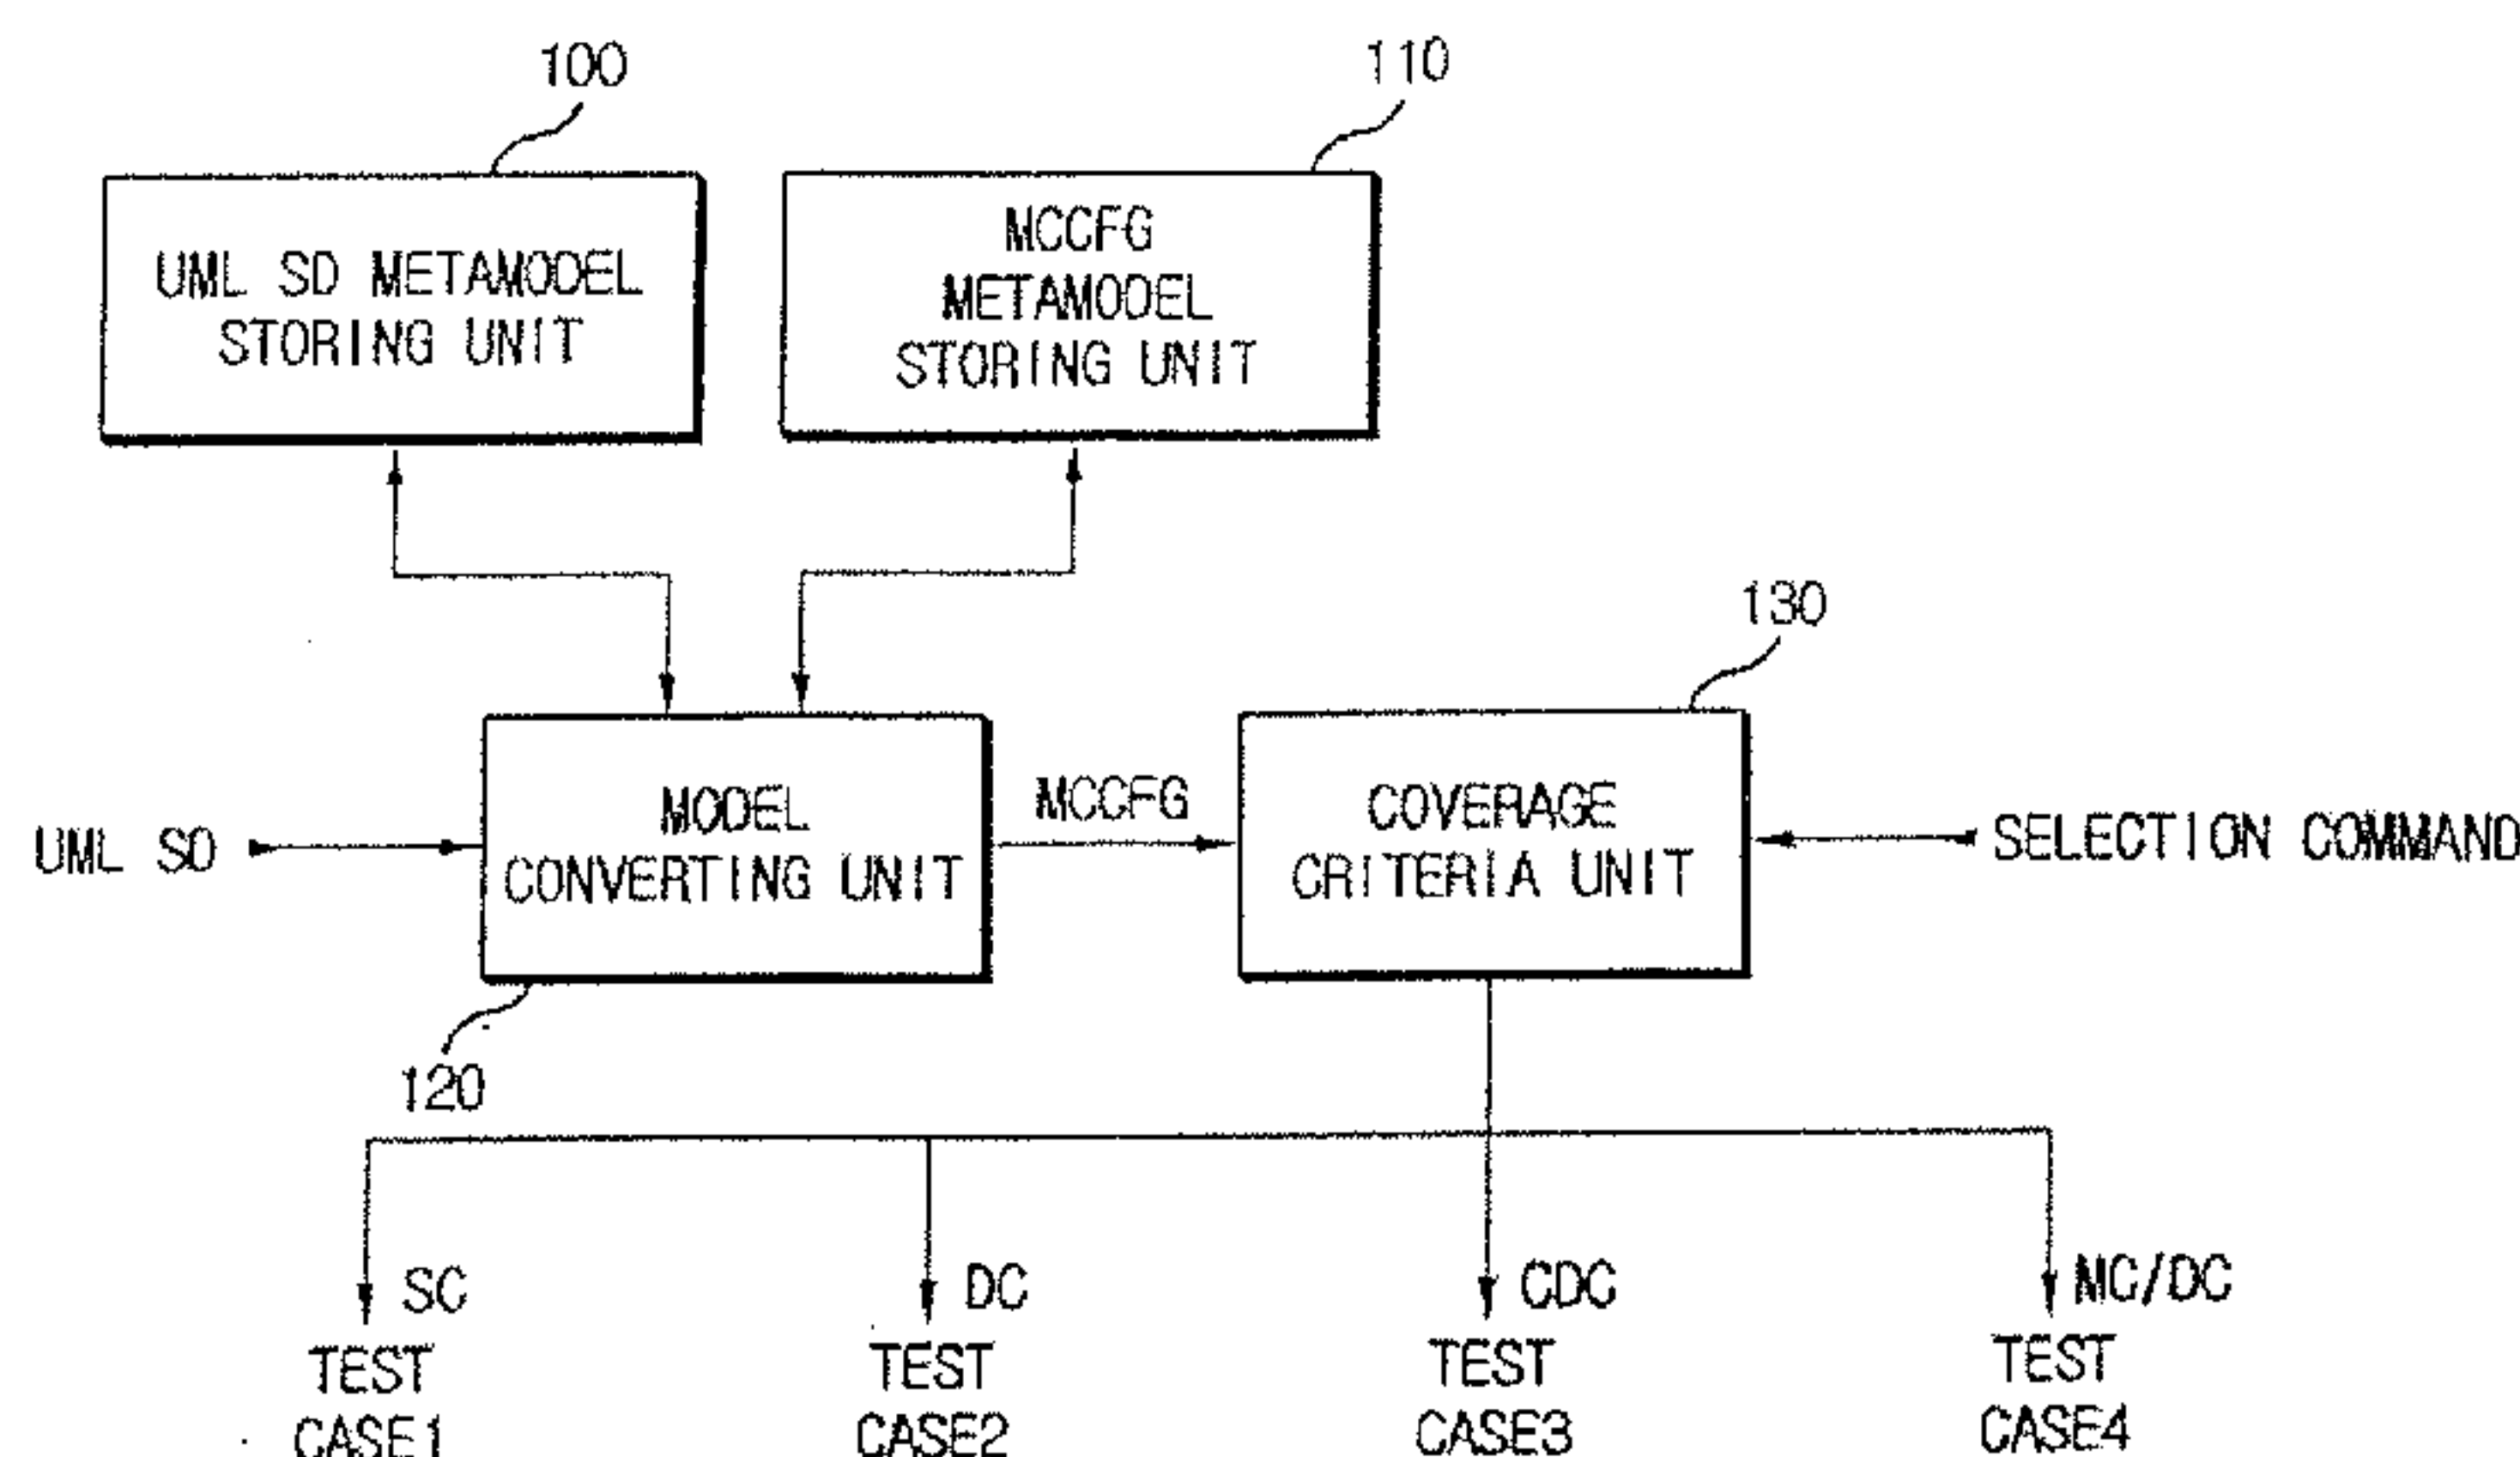 100
110
UML SD METAMODEL
STORING UNIT
MCCFG
METAMODEL
STORING UNIT
130
UML SD
MODEL
CONVERTING UNIT
MCCFG
COVERAGE
CRITERIA UNIT
SELECTION COMMAND
120
SC
DC
CDC
MC/DC
TEST
CASE1
TEST
CASE2
TEST
CASE3
TEST
CASE4